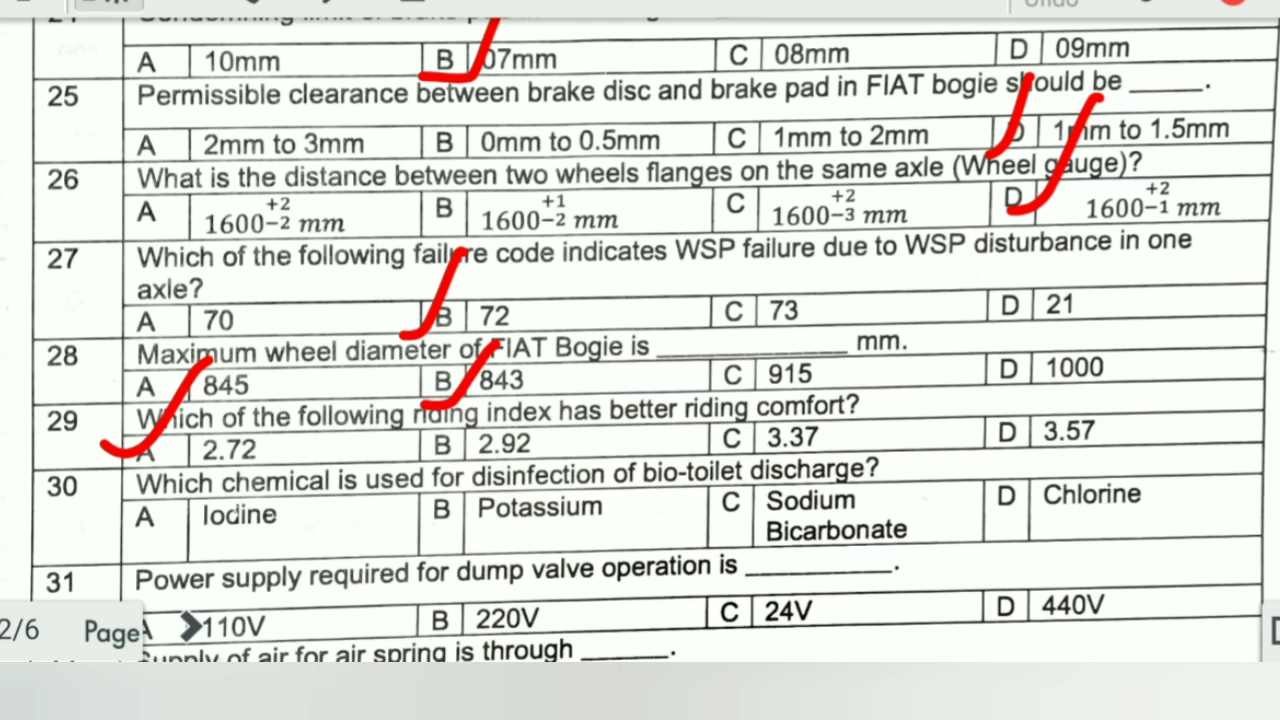 A 10mm B 07mm C 08mm D 09mm
25 Permissible clearance between brake disc and brake pad in FIAT bogie should be ______.
A 2mm to 3mm B 0mm to 0.5mm C 1mm to 2mm D 1mm to 1.5mm
26 What is the distance between two wheels flanges on the same axle (Wheel gauge)?
A 1600+2-2 mm B 1600+1-2 mm C 1600+2-3 mm D 1600+2-1 mm
27 Which of the following failure code indicates WSP failure due to WSP disturbance in one
axle?
A 70 B 72 C 73 D 21
28 Maximum wheel diameter of FIAT Bogie is ______________ mm.
A 845 B 843 C 915 D 1000
29 Which of the following riding index has better riding comfort?
A 2.72 B 2.92 C 3.37 D 3.57
30 Which chemical is used for disinfection of bio-toilet discharge?
A Iodine B Potassium C Sodium D Chlorine
Bicarbonate
31 Power supply required for dump valve operation is ___________.
A 110V B 220V C 24V D 440V
2/6 Page
Supply of air for air spring is through _______.